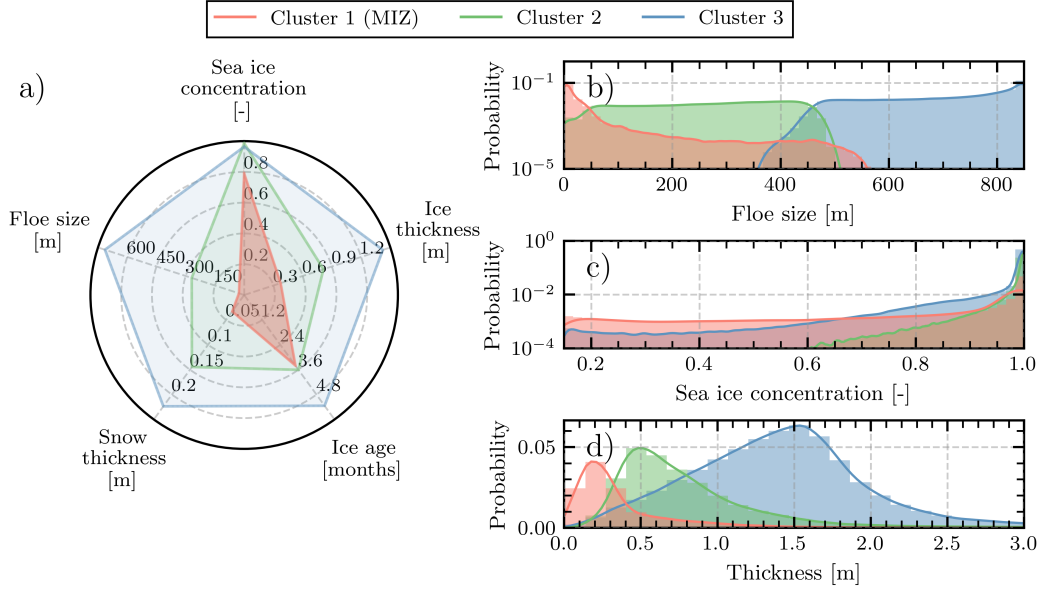 Cluster 1 (MIZ) Cluster 2 Cluster 3
a)
Sea ice
concentration
[-]
0.8
0.6
0.4
0.2
Ice
thickness
[m]
0.3 0.6 0.9 1.2
Floe size
[m]
600 450 300 150
Snow
thickness
[m]
0.05
0.1
0.15
0.2
Ice age
[months]
1.2
2.4
3.6
4.8
b)
Probability
10⁻¹
10⁻⁵
0 200 400 600 800
Floe size [m]
c)
Probability
10⁰
10⁻²
10⁻⁴
0.2 0.4 0.6 0.8 1.0
Sea ice concentration [-]
d)
Probability
0.05
0.00
0.0 0.5 1.0 1.5 2.0 2.5 3.0
Thickness [m]